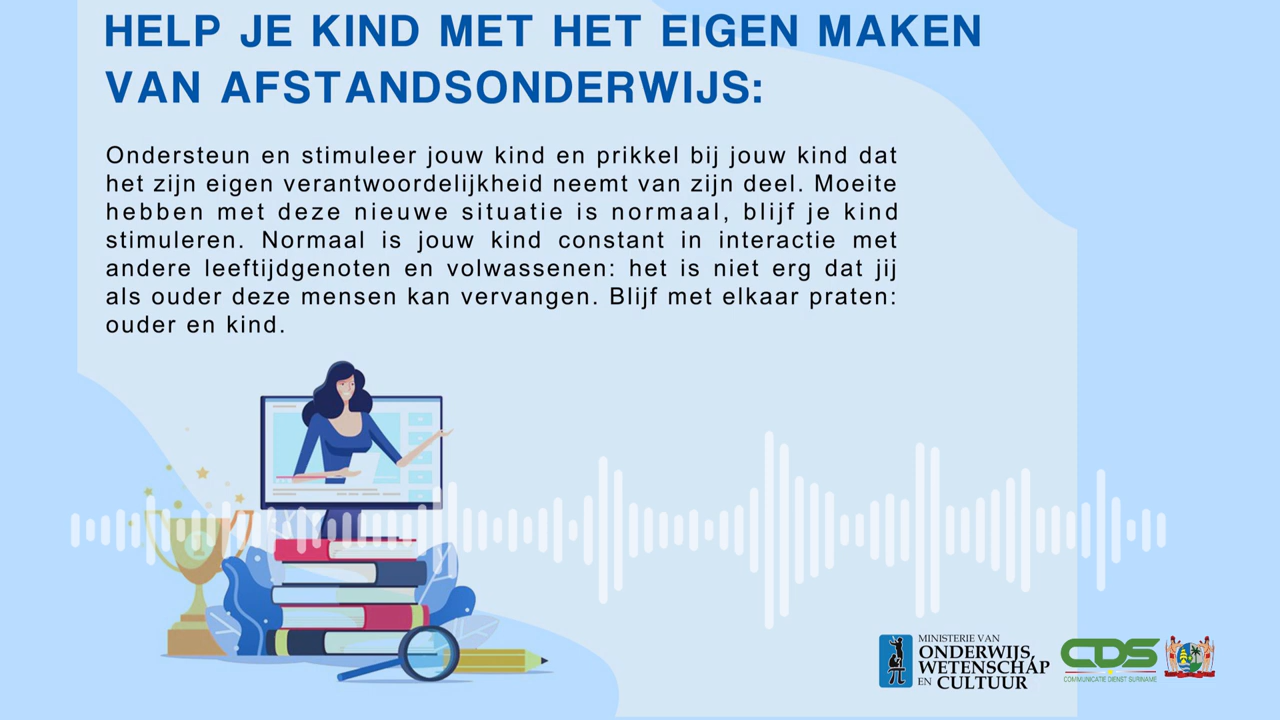 HELP JE KIND MET HET EIGEN MAKEN
VAN AFSTANDSONDERWIJS:
Ondersteun en stimuleer jouw kind en prikkel bij jouw kind dat
het zijn eigen verantwoordelijkheid neemt van zijn deel. Moeite
hebben met deze nieuwe situatie is normaal, blijf je kind
stimuleren. Normaal is jouw kind constant in interactie met
andere leeftijdgenoten en volwassenen: het is niet erg dat jij
als ouder deze mensen kan vervangen. Blijf met elkaar praten:
ouder en kind.
MINISTERIE VAN
ONDERWIJS,
WETENSCHAP
EN CULTUUR
CDS
COMMUNICATIE DIENST SURINAME